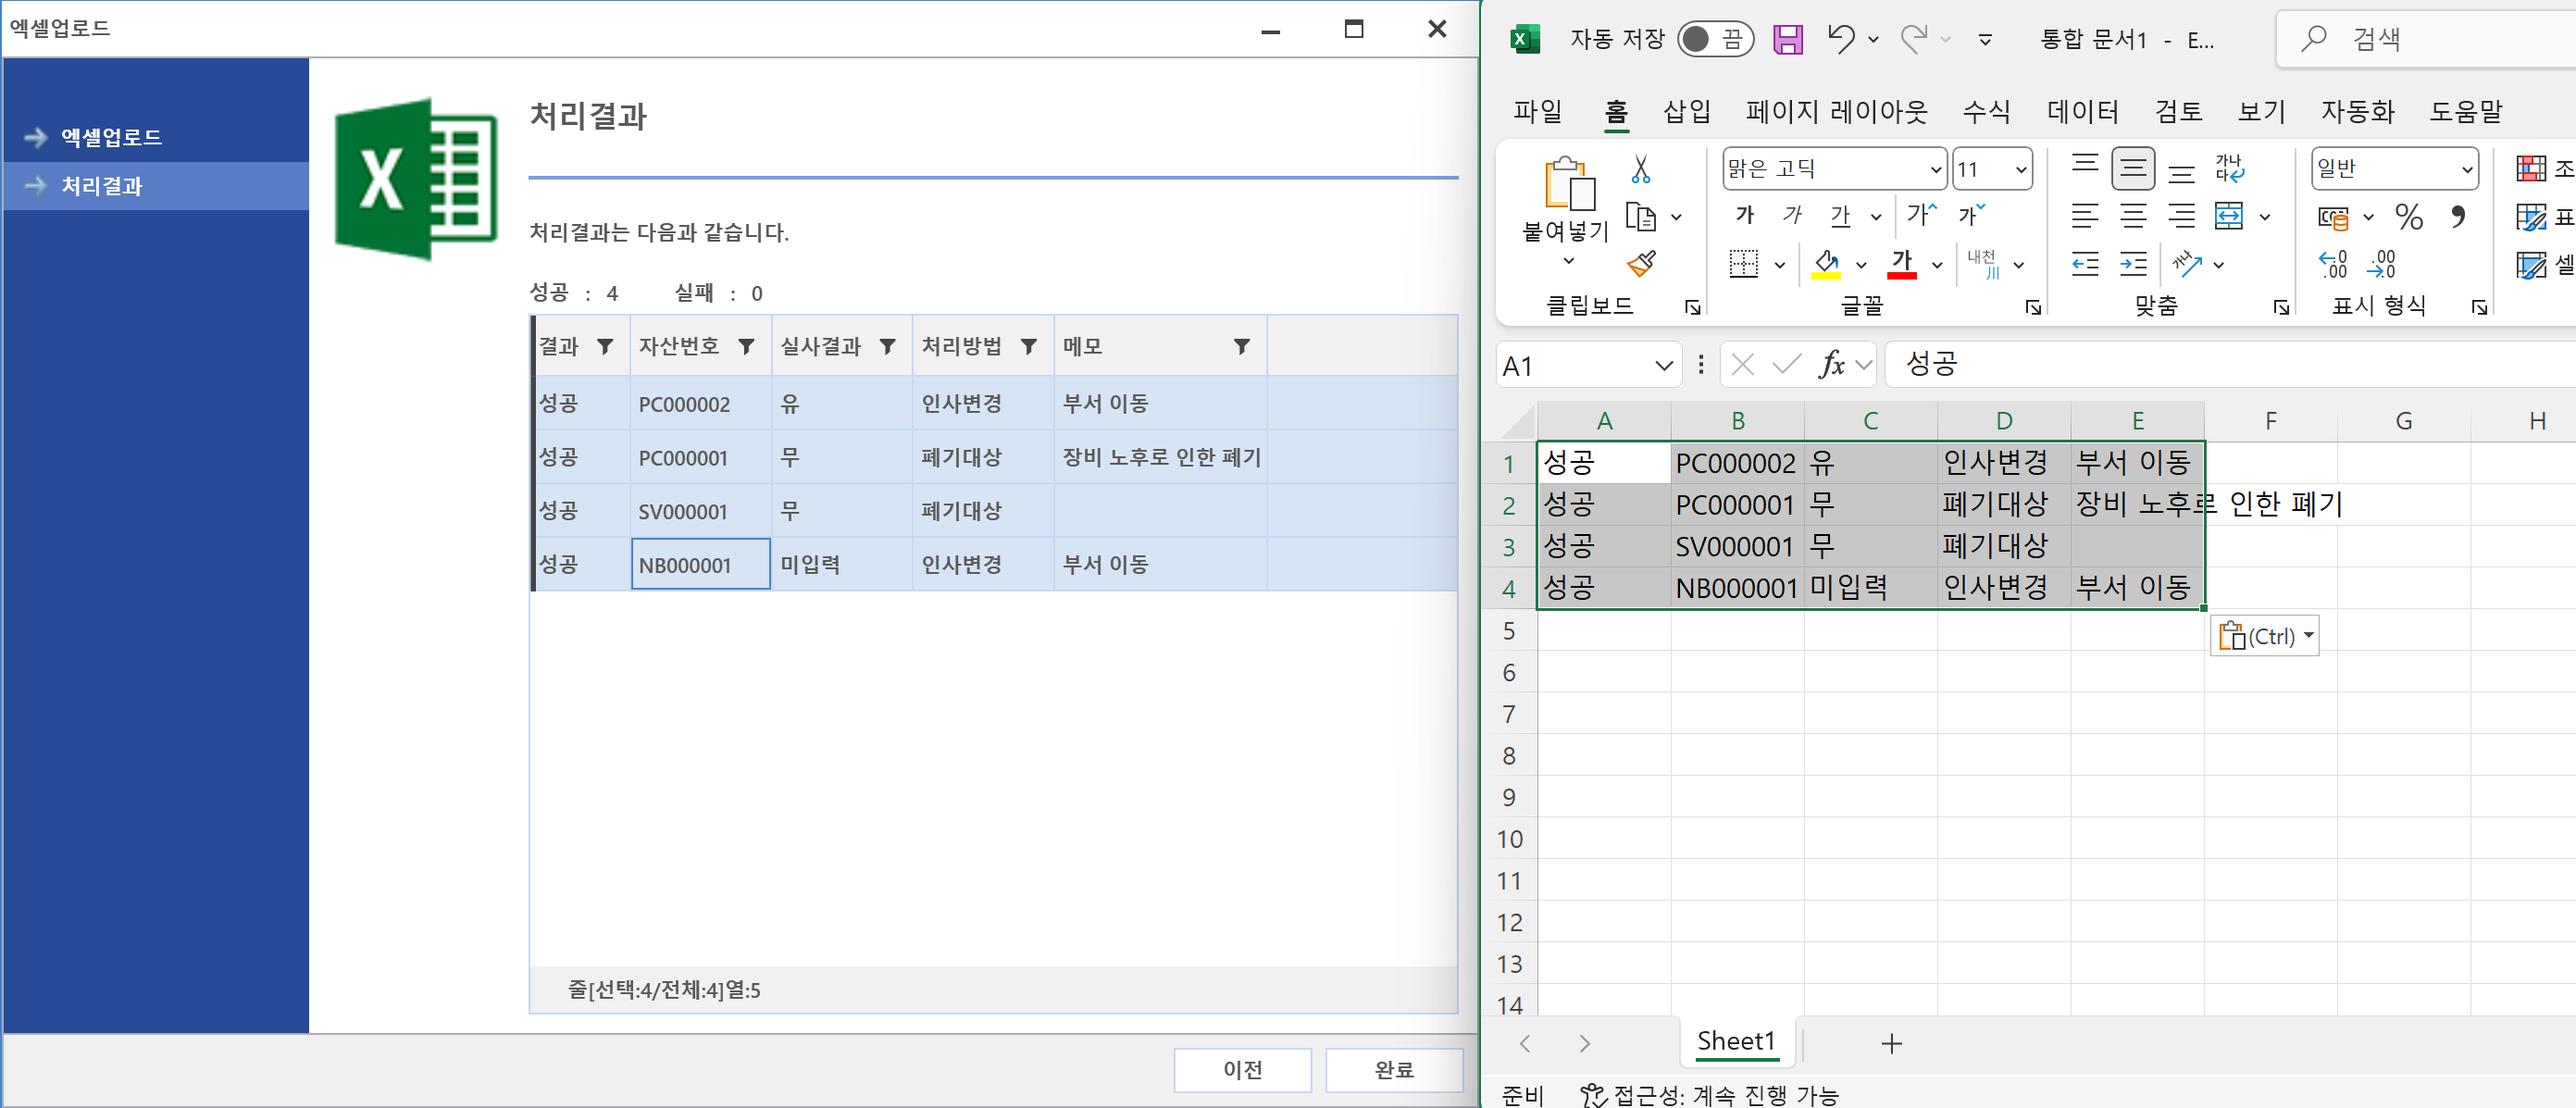 엑셀업로드
엑셀업로드
처리결과
처리결과
처리결과는 다음과 같습니다.
성공 : 4 실패 : 0
결과 자산번호 실사결과 처리방법 메모
성공 PC000002 유 인사변경 부서 이동
성공 PC000001 무 폐기대상 장비 노후로 인한 폐기
성공 SV000001 무 폐기대상
성공 NB000001 미입력 인사변경 부서 이동
줄[선택:4/전체:4]열:5
이전 완료
자동 저장 끔 통합 문서1 - E... 검색
파일 홈 삽입 페이지 레이아웃 수식 데이터 검토 보기 자동화 도움말
붙여넣기
맑은 고딕 11 가나다 일반 조
가 가 가 가 가 % 표
가 내천 川 .00 .00 →.0 셀
클립보드 글꼴 맞춤 표시 형식
A1 fx 성공
A B C D E F G H
1 성공 PC000002 유 인사변경 부서 이동
2 성공 PC000001 무 폐기대상 장비 노후로 인한 폐기
3 성공 SV000001 무 폐기대상
4 성공 NB000001 미입력 인사변경 부서 이동
5 (Ctrl)
6
7
8
9
10
11
12
13
14
Sheet1
준비 접근성: 계속 진행 가능